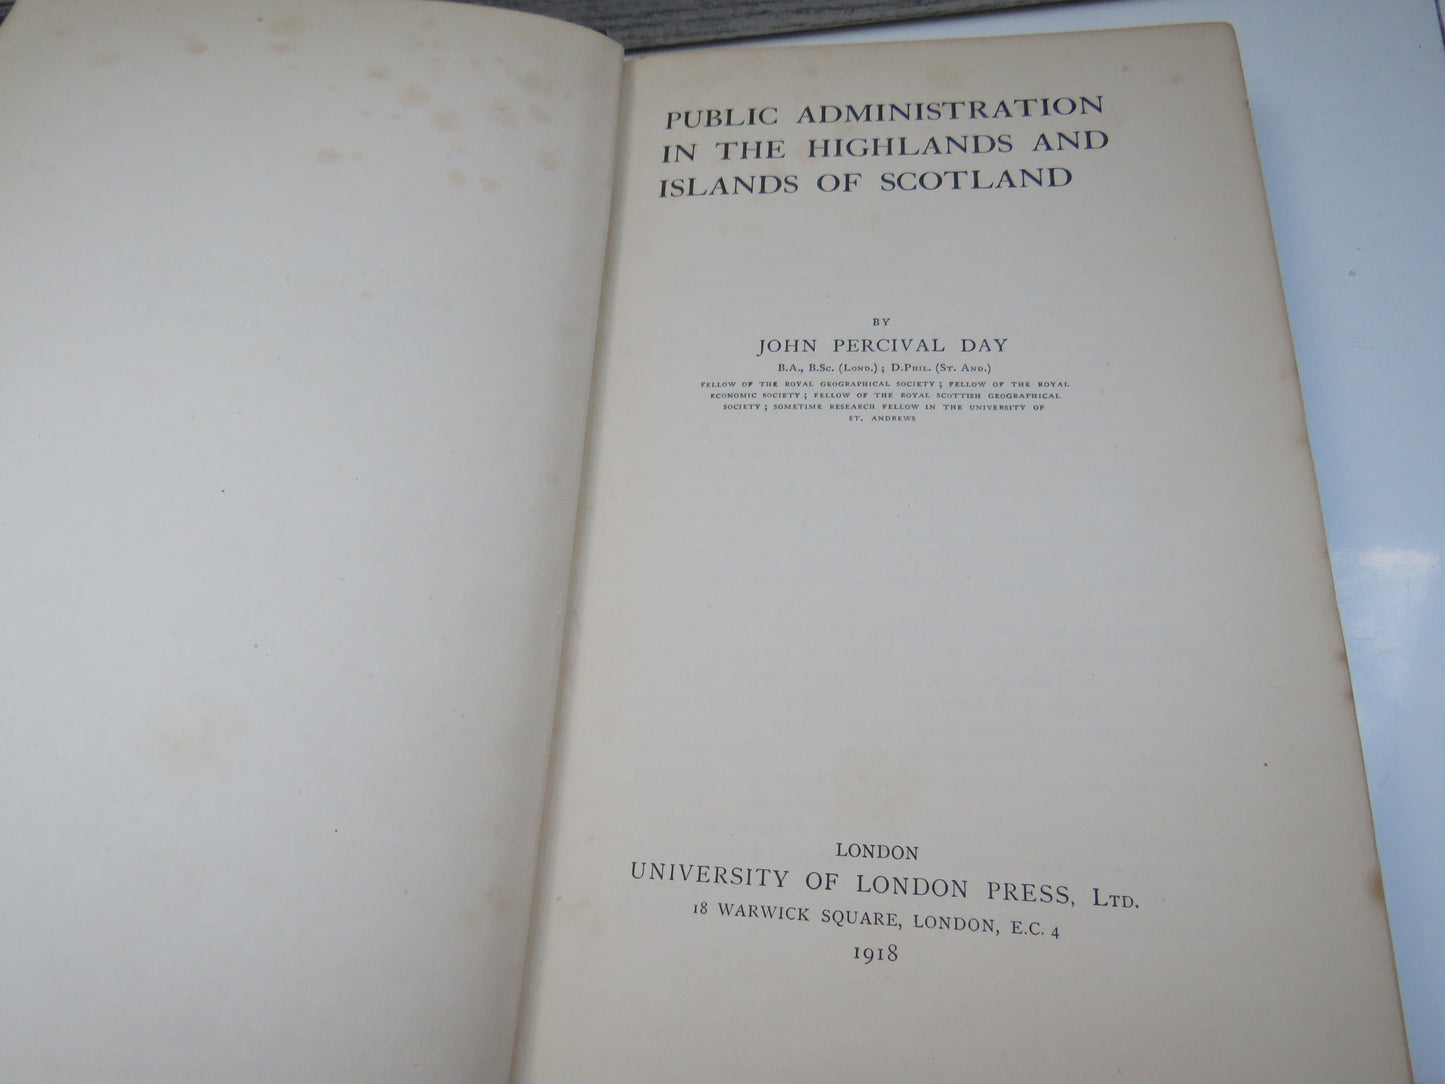 PUBLIC ADMINISTRATION
IN THE HIGHLANDS AND
ISLANDS OF SCOTLAND
BY
JOHN PERCIVAL DAY
B.A., B.Sc. (Lond.) ; D.Phil. (St. And.)
FELLOW OF THE ROYAL GEOGRAPHICAL SOCIETY ; FELLOW OF THE ROYAL
ECONOMIC SOCIETY ; FELLOW OF THE ROYAL SCOTTISH GEOGRAPHICAL
SOCIETY ; SOMETIME RESEARCH FELLOW IN THE UNIVERSITY OF
ST. ANDREWS
LONDON
UNIVERSITY OF LONDON PRESS, Ltd.
18 WARWICK SQUARE, LONDON, E.C. 4
1918